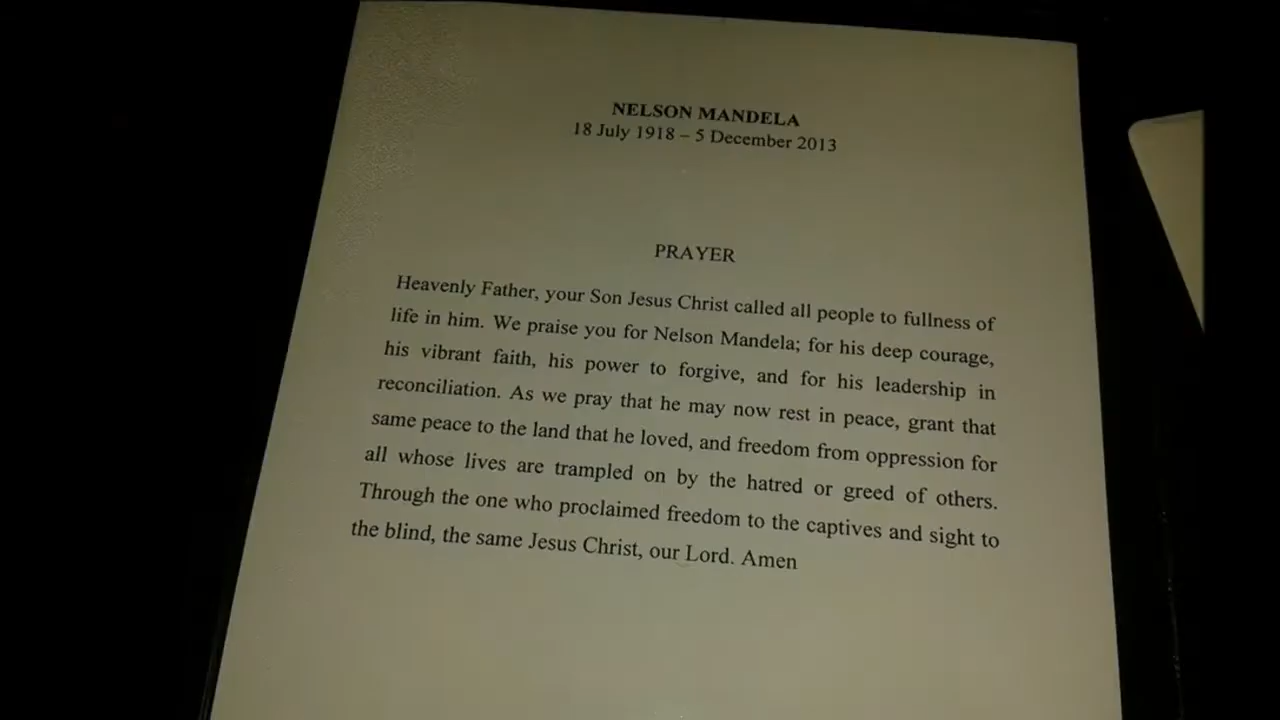 NELSON MANDELA
18 July 1918 – 5 December 2013
PRAYER
Heavenly Father, your Son Jesus Christ called all people to fullness of
life in him. We praise you for Nelson Mandela; for his deep courage,
his vibrant faith, his power to forgive, and for his leadership in
reconciliation. As we pray that he may now rest in peace, grant that
same peace to the land that he loved, and freedom from oppression for
all whose lives are trampled on by the hatred or greed of others.
Through the one who proclaimed freedom to the captives and sight to
the blind, the same Jesus Christ, our Lord. Amen